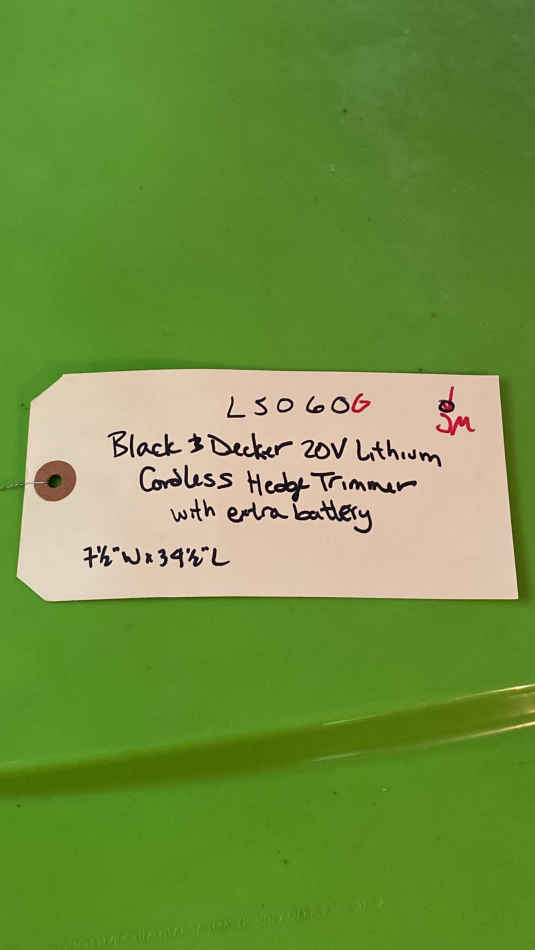 LS060G
Black & Decker 20V Lithium
Cordless Hedge Trimmer
with extra battery
7½"W x 34½"L